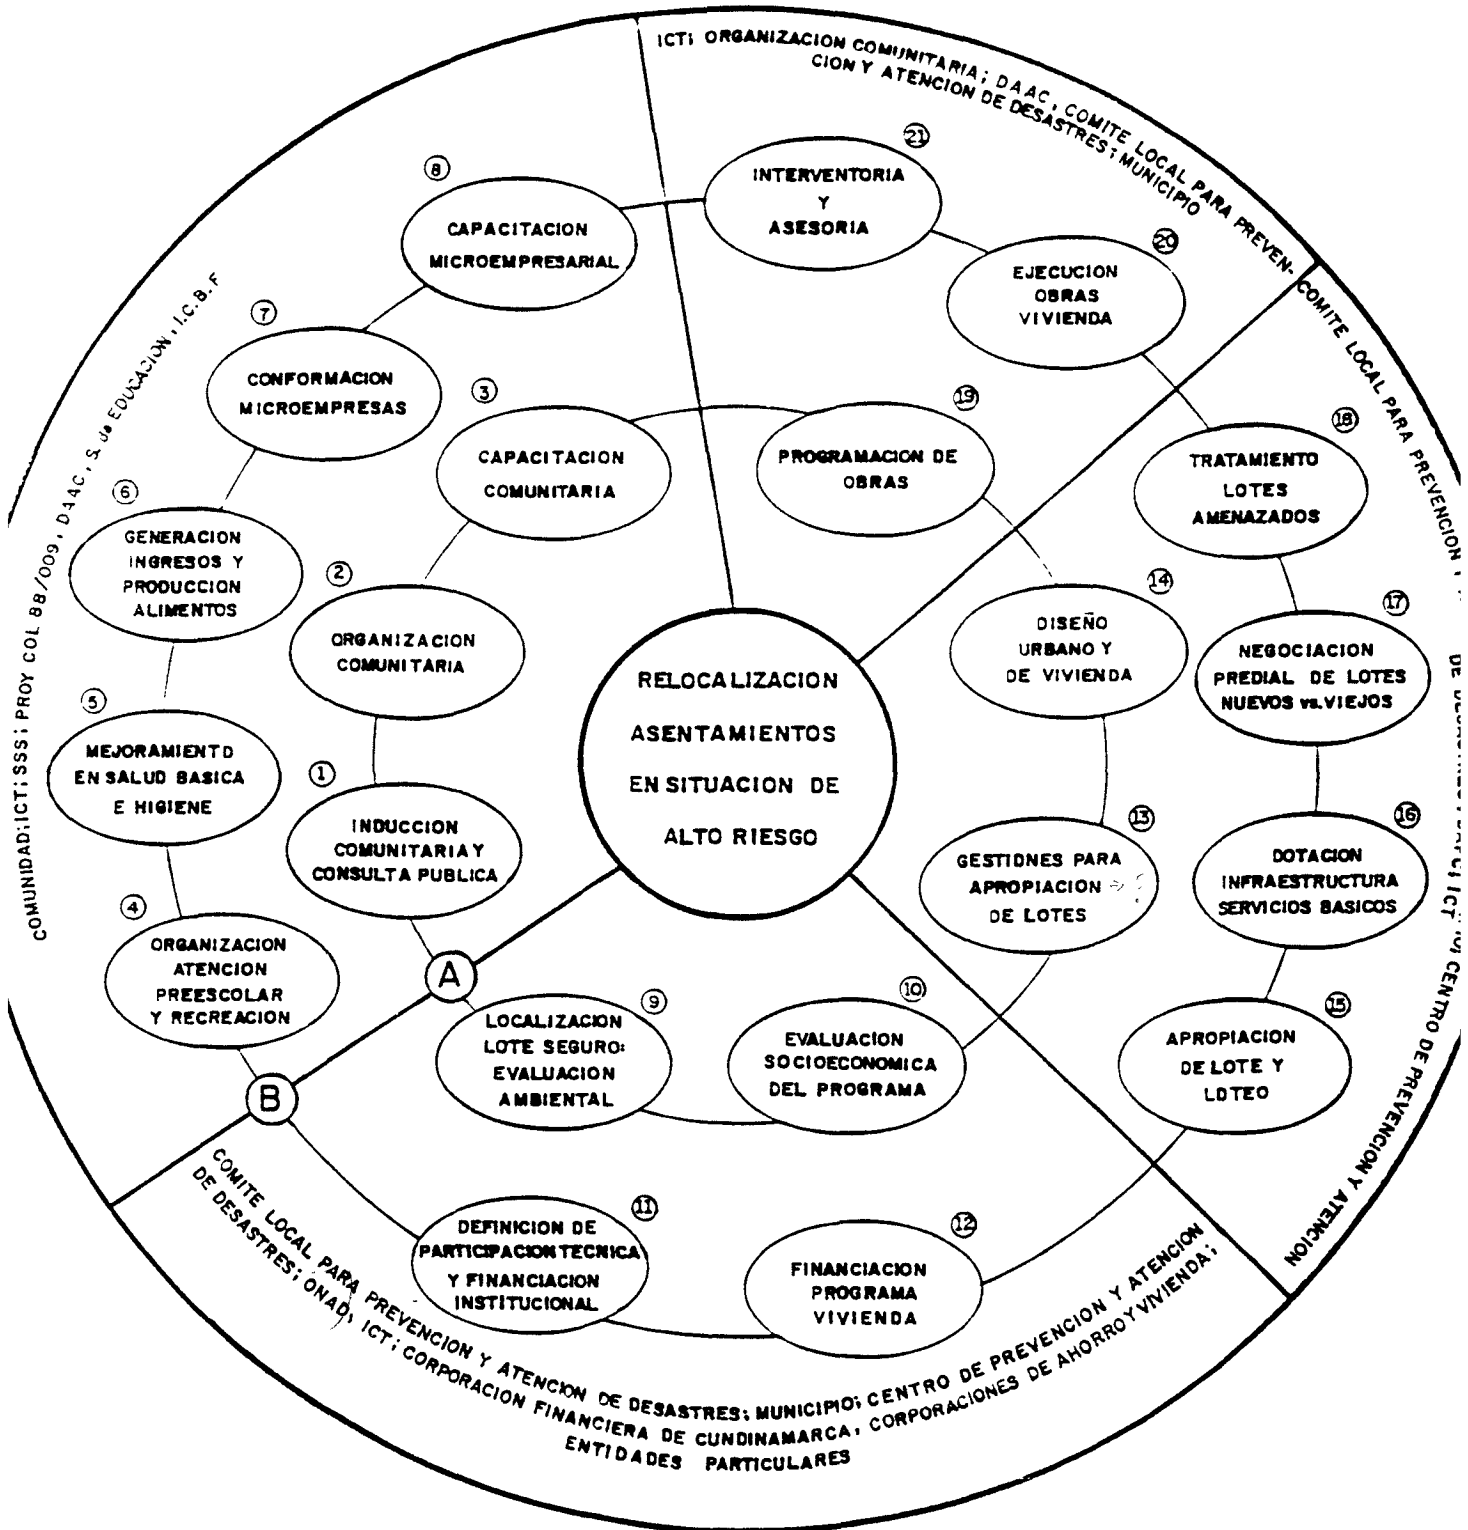 ICT; ORGANIZACION COMUNITARIA; DAAC, COMITE LOCAL PARA PREVEN-
CION Y ATENCION DE DESASTRES; MUNICIPIO
21
INTERVENTORIA
Y
ASESORIA
20
EJECUCION
OBRAS
VIVIENDA
19
PROGRAMACION DE
OBRAS
8
CAPACITACION
MICROEMPRESARIAL
7
CONFORMACION
MICROEMPRESAS
3
CAPACITACION
COMUNITARIA
6
GENERACION
INGRESOS Y
PRODUCCION
ALIMENTOS
2
ORGANIZACION
COMUNITARIA
5
MEJORAMIENTO
EN SALUD BASICA
E HIGIENE
1
INDUCCION
COMUNITARIA Y
CONSULTA PUBLICA
4
ORGANIZACION
ATENCION
PREESCOLAR
Y RECREACION
COMUNIDAD; ICT; SSS; PROY COL 88/009, DAAC, S. de EDUCACION, I.C.B.F
RELOCALIZACION
ASENTAMIENTOS
EN SITUACION DE
ALTO RIESGO
A
B
18
TRATAMIENTO
LOTES
AMENAZADOS
14
DISEÑO
URBANO Y
DE VIVIENDA
17
NEGOCIACION
PREDIAL DE LOTES
NUEVOS vs. VIEJOS
13
GESTIONES PARA
APROPIACION
DE LOTES
16
DOTACION
INFRAESTRUCTURA
SERVICIOS BASICOS
15
APROPIACION
DE LOTE Y
LOTEO
COMITE LOCAL PARA PREVENCION
ICT
CENTRO DE PREVENCION Y ATENCION
9
LOCALIZACION
LOTE SEGURO:
EVALUACION
AMBIENTAL
10
EVALUACION
SOCIOECONOMICA
DEL PROGRAMA
11
DEFINICION DE
PARTICIPACION TECNICA
Y FINANCIACION
INSTITUCIONAL
12
FINANCIACION
PROGRAMA
VIVIENDA
COMITE LOCAL PARA PREVENCION Y ATENCION DE DESASTRES; MUNICIPIO; CENTRO DE PREVENCION Y ATENCION
DE DESASTRES; ONAD, ICT; CORPORACION FINANCIERA DE CUNDINAMARCA, CORPORACIONES DE AHORRO Y VIVIENDA;
ENTIDADES PARTICULARES